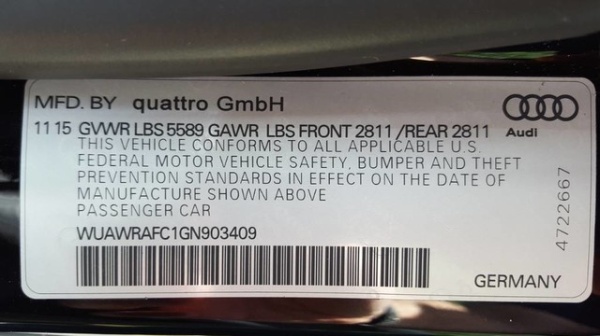 MFD. BY quattro GmbH
11 15 GVWR LBS 5589 GAWR LBS FRONT 2811 /REAR 2811
Audi
THIS VEHICLE CONFORMS TO ALL APPLICABLE U.S.
FEDERAL MOTOR VEHICLE SAFETY, BUMPER AND THEFT
PREVENTION STANDARDS IN EFFECT ON THE DATE OF
MANUFACTURE SHOWN ABOVE
PASSENGER CAR
WUAWRAFC1GN903409
GERMANY
4722667